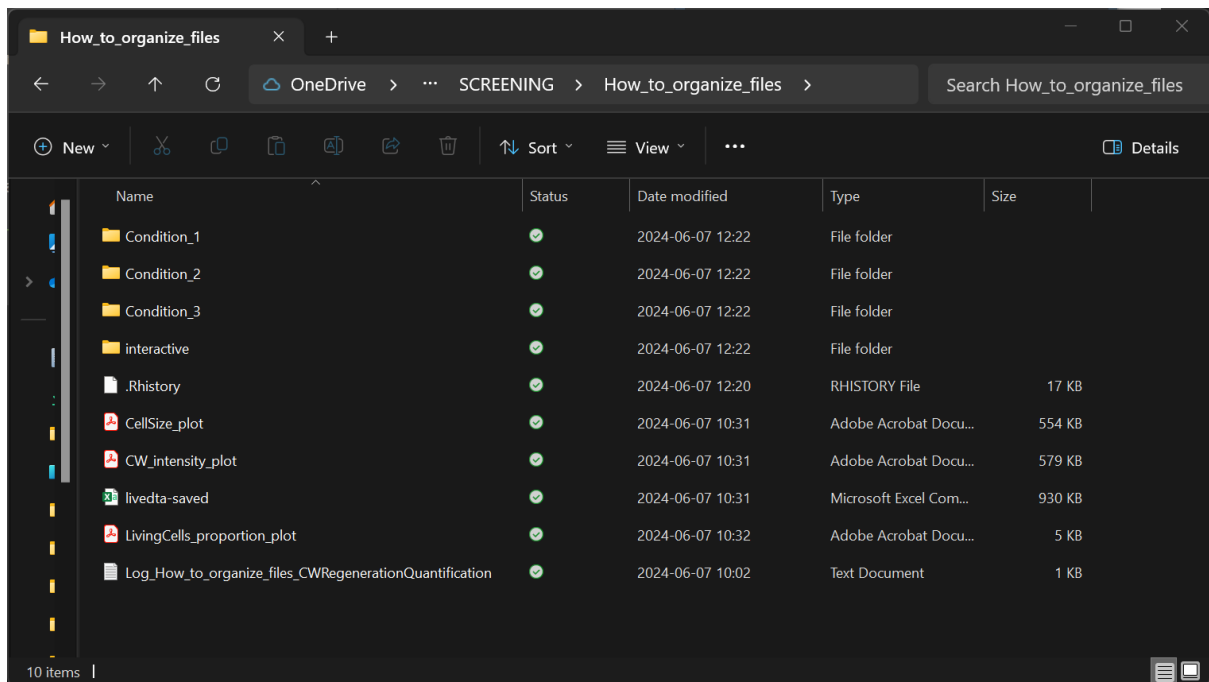 How_to_organize_files
OneDrive > ... SCREENING > How_to_organize_files > Search How_to_organize_files
New Sort View ... Details
Name Status Date modified Type Size
Condition_1 2024-06-07 12:22 File folder
Condition_2 2024-06-07 12:22 File folder
Condition_3 2024-06-07 12:22 File folder
interactive 2024-06-07 12:22 File folder
.Rhistory 2024-06-07 12:20 RHISTORY File 17 KB
CellSize_plot 2024-06-07 10:31 Adobe Acrobat Docu... 554 KB
CW_intensity_plot 2024-06-07 10:31 Adobe Acrobat Docu... 579 KB
livedta-saved 2024-06-07 10:31 Microsoft Excel Com... 930 KB
LivingCells_proportion_plot 2024-06-07 10:32 Adobe Acrobat Docu... 5 KB
Log_How_to_organize_files_CWRegenerationQuantification 2024-06-07 10:02 Text Document 1 KB
10 items